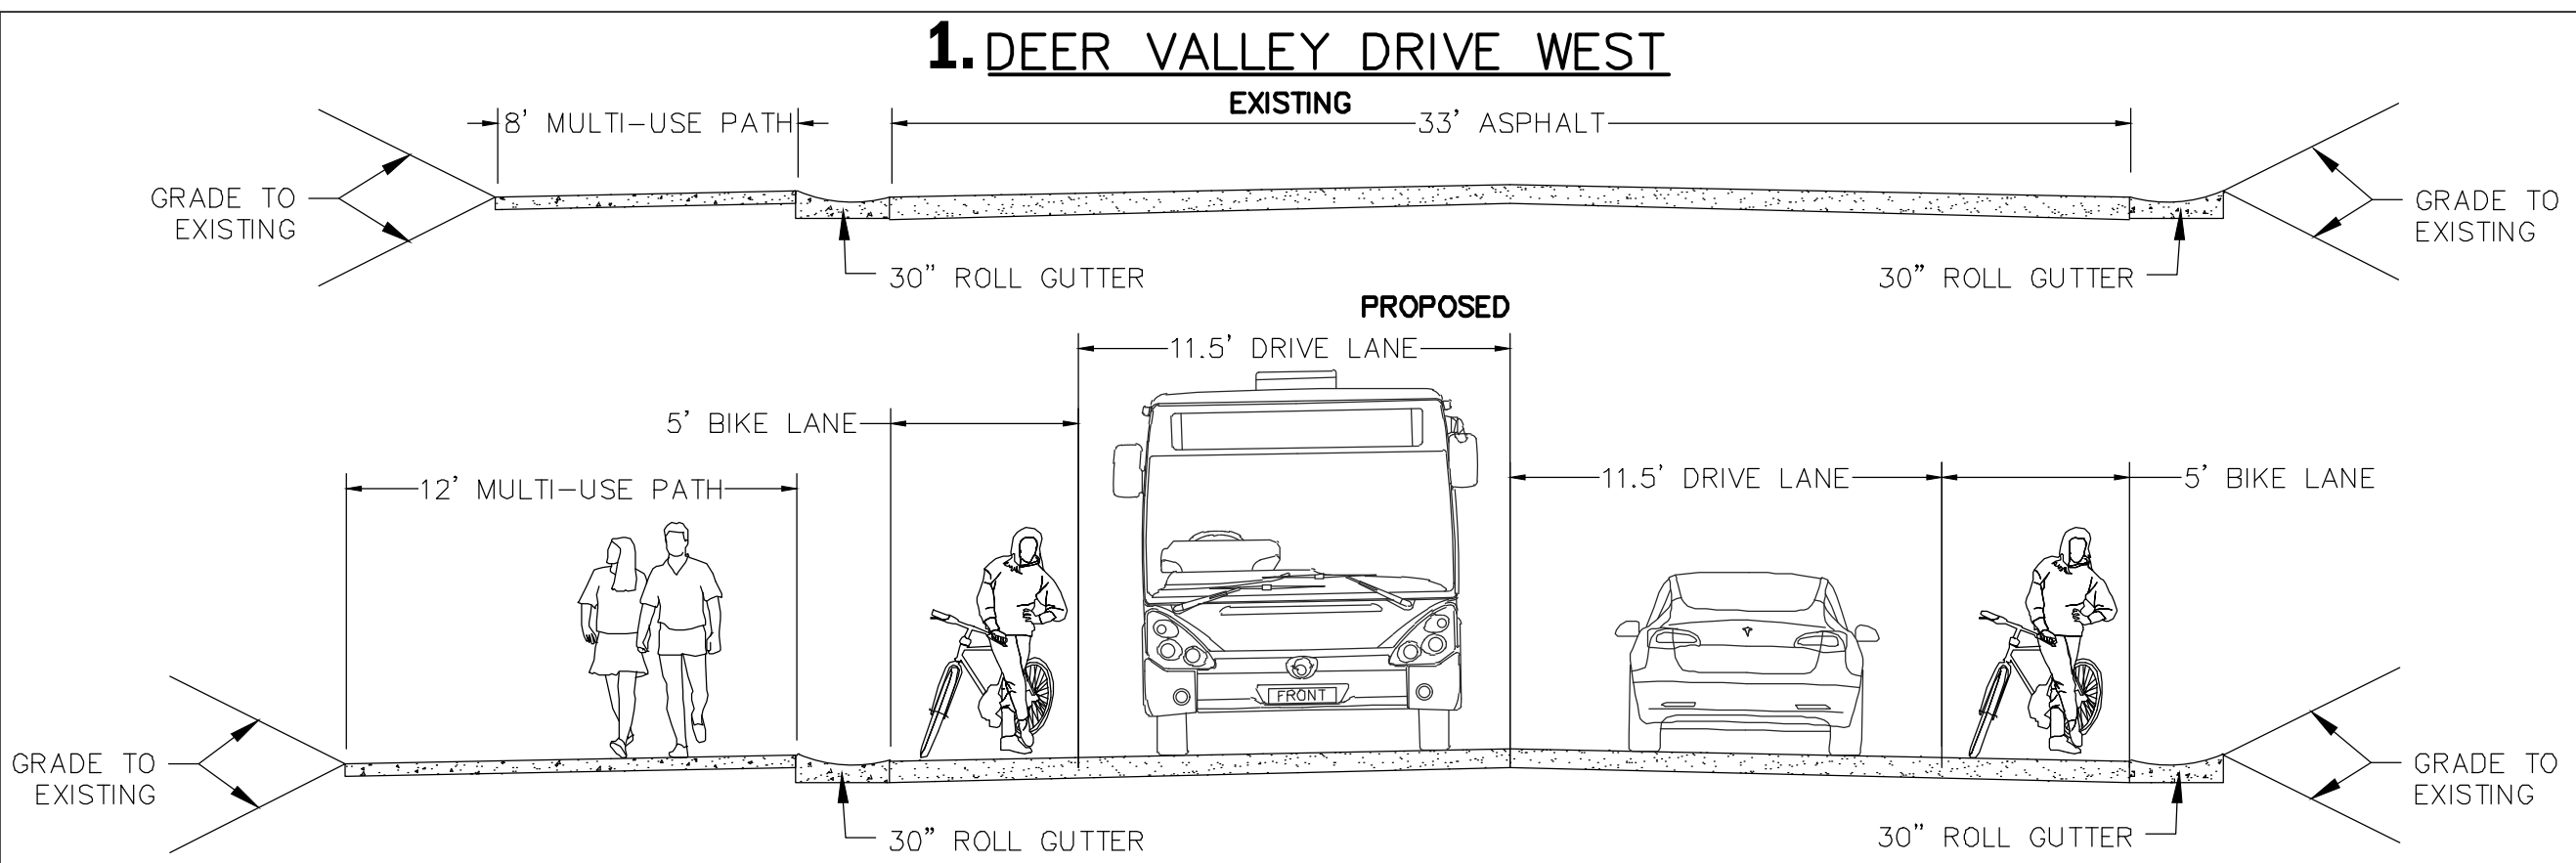 1. DEER VALLEY DRIVE WEST
EXISTING
8' MULTI-USE PATH
33' ASPHALT
GRADE TO
EXISTING
GRADE TO
EXISTING
30" ROLL GUTTER
30" ROLL GUTTER
PROPOSED
11.5' DRIVE LANE
5' BIKE LANE
11.5' DRIVE LANE
5' BIKE LANE
12' MULTI-USE PATH
FRONT
GRADE TO
EXISTING
GRADE TO
EXISTING
30" ROLL GUTTER
30" ROLL GUTTER